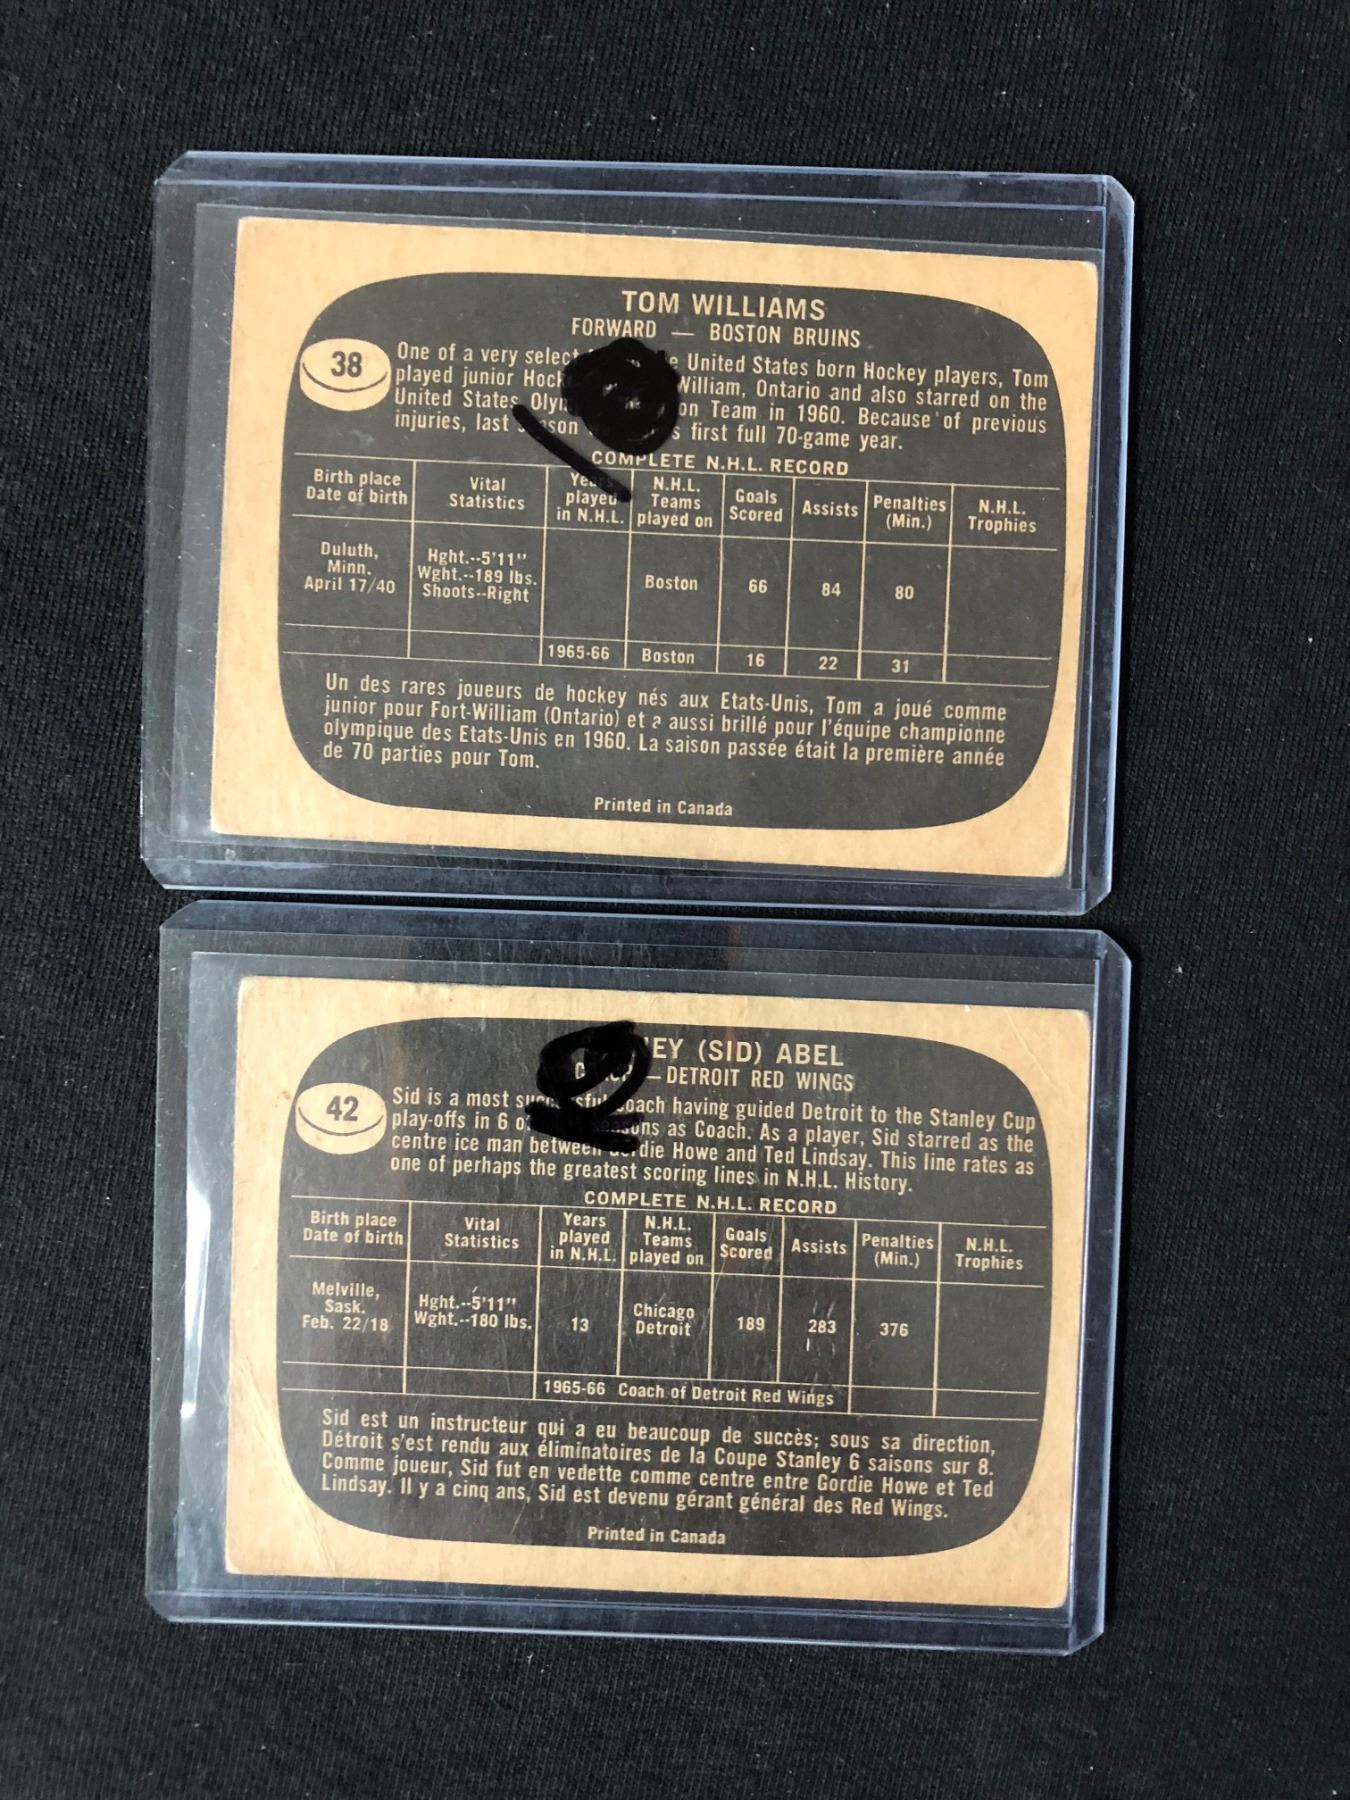 TOM WILLIAMS
FORWARD — BOSTON BRUINS
38
One of a very select United States born Hockey players, Tom
played junior William, Ontario and also starred on the
United States Team in 1960. Because of previous
injuries, last first full 70-game year.
COMPLETE N.H.L. RECORD
Birth place
Date of birth
Vital
Statistics
played
in N.H.L.
N.H.L.
Teams
played on
Goals
Scored
Assists
Penalties
(Min.)
N.H.L.
Trophies
Duluth,
Minn.
April 17/40
Hght.--5'11"
Wght.--189 lbs.
Shoots--Right
Boston
66
84
80
1965-66
Boston
16
22
31
Un des rares joueurs de hockey nés aux Etats-Unis, Tom a joué comme
junior pour Fort-William (Ontario) et a aussi brillé pour l'équipe championne
olympique des Etats-Unis en 1960. La saison passée était la première année
de 70 parties pour Tom.
Printed in Canada
(SID) ABEL
— DETROIT RED WINGS
42
Sid is a most coach having guided Detroit to the Stanley Cup
play-offs in 6 as Coach. As a player, Sid starred as the
centre ice man between Howe and Ted Lindsay. This line rates as
one of perhaps the greatest scoring lines in N.H.L. History.
COMPLETE N.H.L. RECORD
Birth place
Date of birth
Vital
Statistics
Years
played
in N.H.L.
N.H.L.
Teams
played on
Goals
Scored
Assists
Penalties
(Min.)
N.H.L.
Trophies
Melville,
Sask.
Feb. 22/18
Hght.--5'11"
Wght.--180 lbs.
13
Chicago
Detroit
189
283
376
1965-66 Coach of Detroit Red Wings
Sid est un instructeur qui a eu beaucoup de succès; sous sa direction,
Détroit s'est rendu aux éliminatoires de la Coupe Stanley 6 saisons sur 8.
Comme joueur, Sid fut en vedette comme centre entre Gordie Howe et Ted
Lindsay. Il y a cinq ans, Sid est devenu gérant général des Red Wings.
Printed in Canada